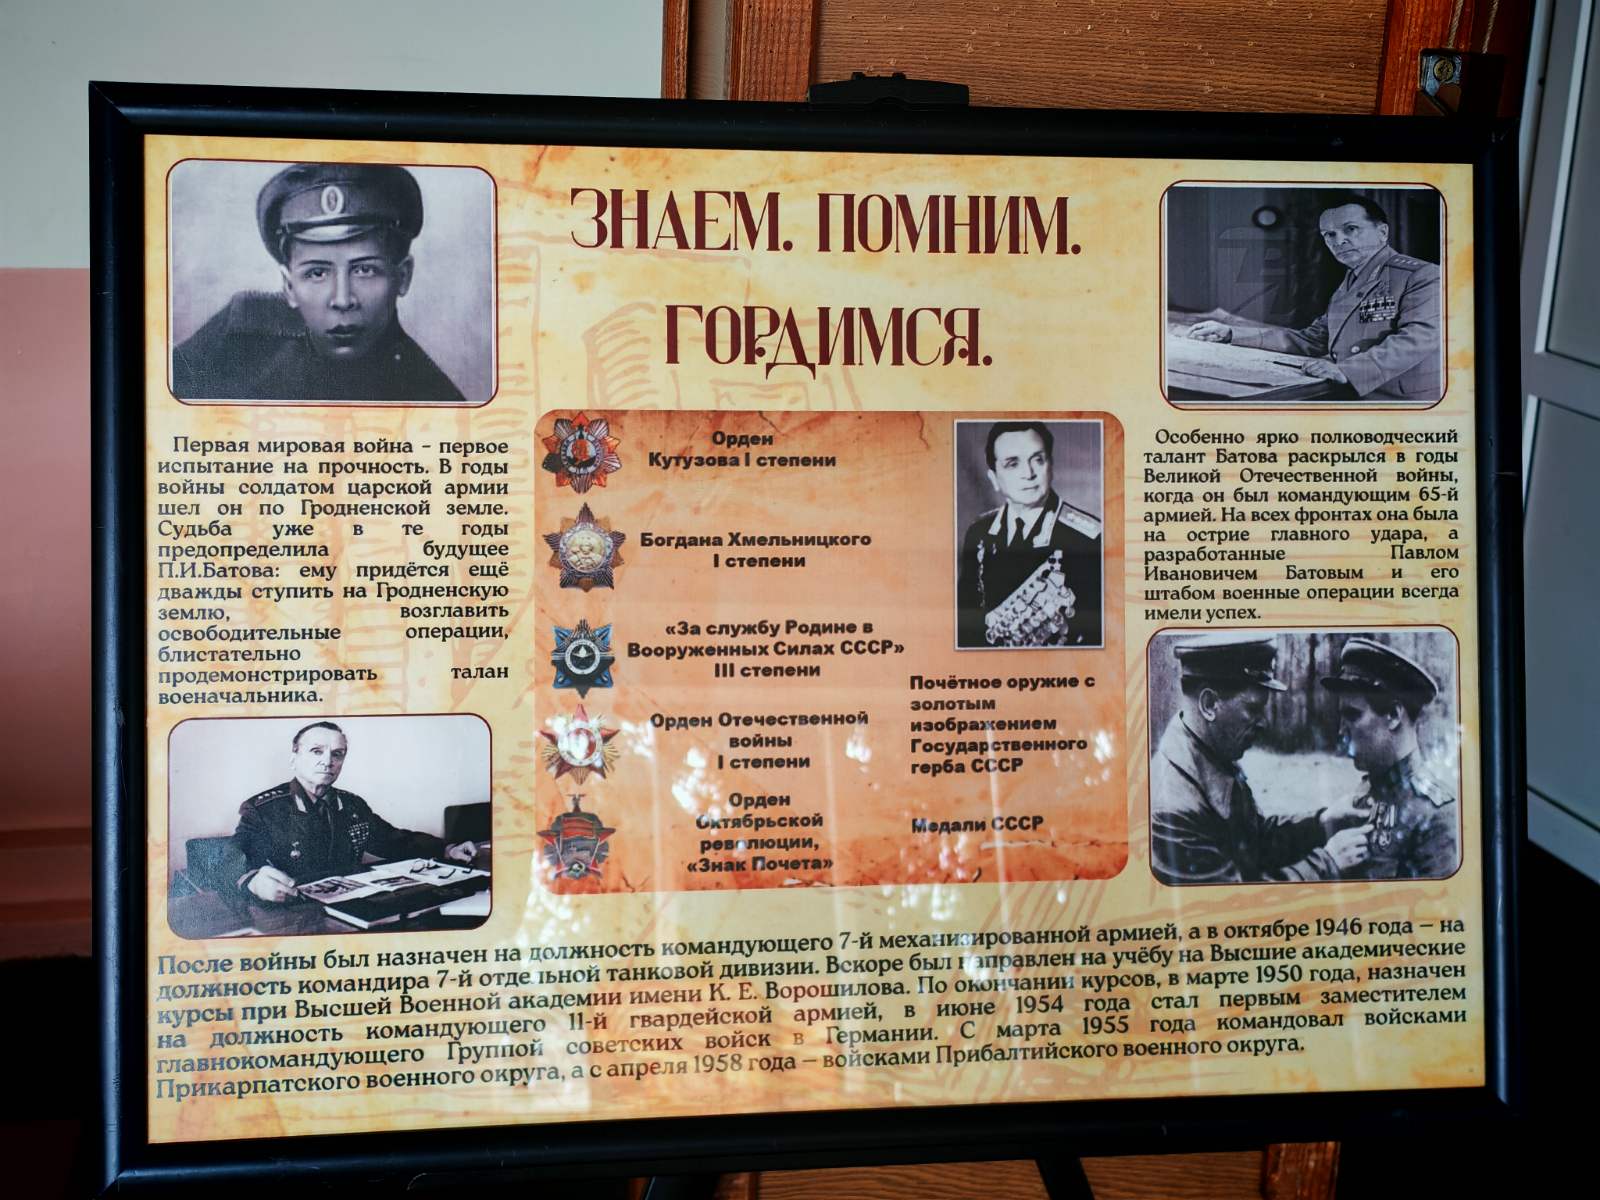 ЗНАЕМ. ПОМНИМ.
ГОРДИМСЯ.
Первая мировая война - первое
испытание на прочность. В годы
войны солдатом царской армии
шел он по Гродненской земле.
Судьба уже в те годы
предопределила будущее
П.И.Батова: ему придётся ещё
дважды ступить на Гродненскую
землю, возглавить
освободительные операции,
блистательно
продемонстрировать талан
военачальника.
Орден
Кутузова I степени
Богдана Хмельницкого
I степени
«За службу Родине в
Вооруженных Силах СССР»
III степени
Орден Отечественной
войны
I степени
Орден
Октябрьской
революции,
«Знак Почета»
Почётное оружие с
золотым
изображением
Государственного
герба СССР
Медали СССР
Особенно ярко полководческий
талант Батова раскрылся в годы
Великой Отечественной войны,
когда он был командующим 65-й
армией. На всех фронтах она была
на острие главного удара, а
разработанные Павлом
Ивановичем Батовым и его
штабом военные операции всегда
имели успех.
После войны был назначен на должность командующего 7-й механизированной армией, а в октябре 1946 года – на
должность командира 7-й отдельной танковой дивизии. Вскоре был направлен на учёбу на Высшие академические
курсы при Высшей Военной академии имени К. Е. Ворошилова. По окончании курсов, в марте 1950 года, назначен
на должность командующего 11-й гвардейской армией, в июне 1954 года стал первым заместителем
главнокомандующего Группой советских войск в Германии. С марта 1955 года командовал войсками
Прикарпатского военного округа, а с апреля 1958 года – войсками Прибалтийского военного округа.